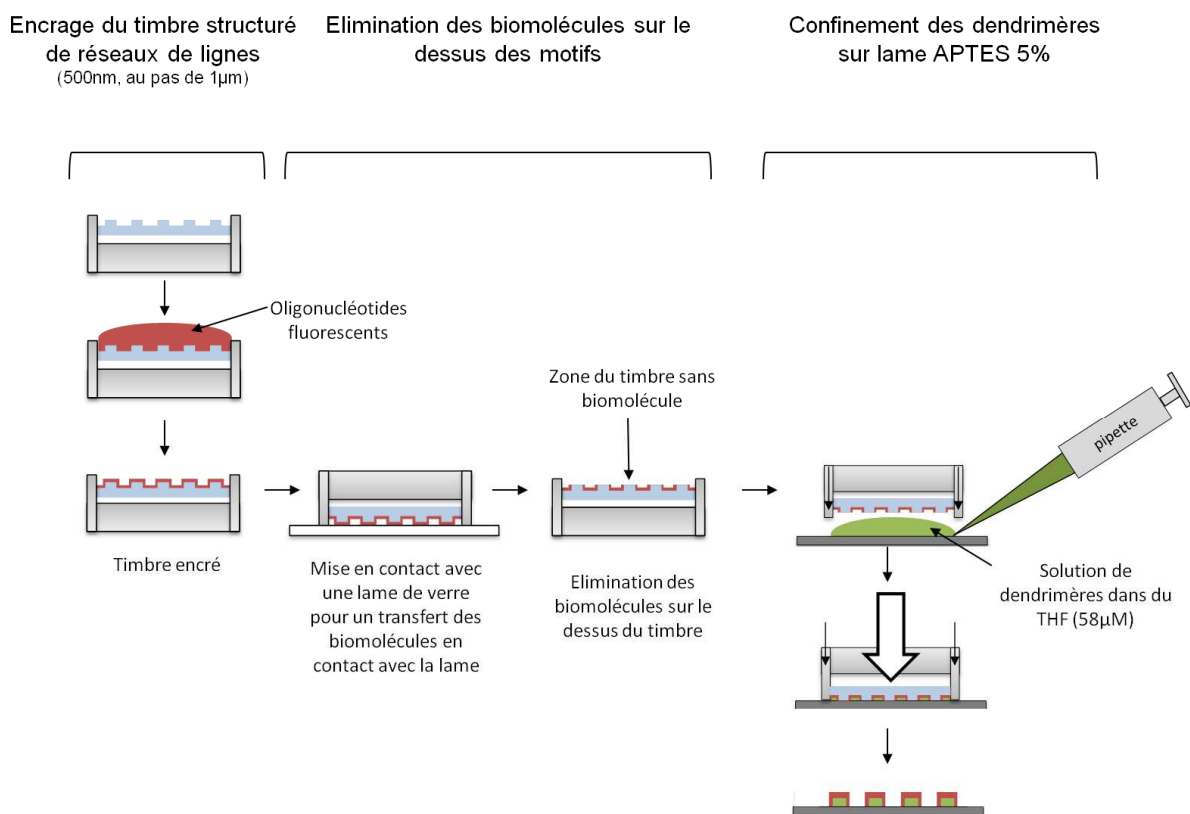 Encrage du timbre structuré
de réseaux de lignes
(500nm, au pas de 1µm)
Elimination des biomolécules sur le
dessus des motifs
Confinement des dendrimères
sur lame APTES 5%
Oligonucléotides
fluorescents
Zone du timbre sans
biomolécule
pipette
Timbre encré
Mise en contact avec
une lame de verre
pour un transfert des
biomolécules en
contact avec la lame
Elimination des
biomolécules sur le
dessus du timbre
Solution de
dendrimères dans du
THF (58µM)